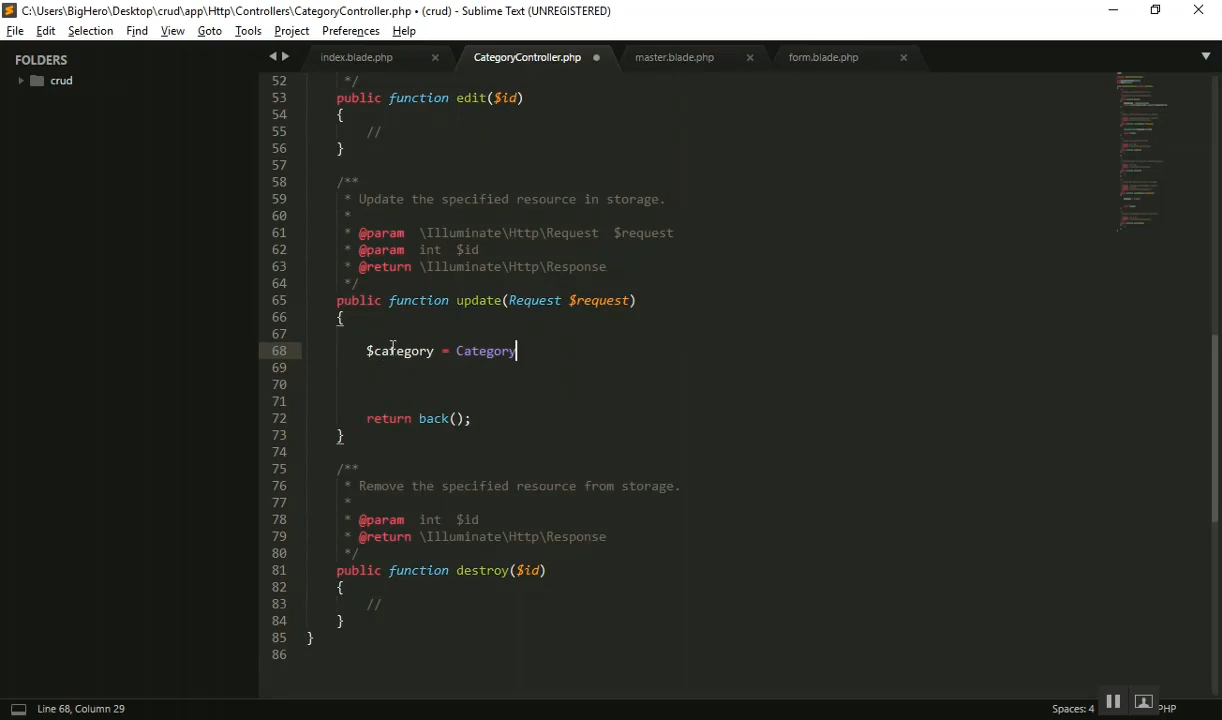 C:\Users\BigHero\Desktop\crud\app\Http\Controllers\CategoryController.php • (crud) - Sublime Text (UNREGISTERED)
File Edit Selection Find View Goto Tools Project Preferences Help
FOLDERS
crud
index.blade.php CategoryController.php master.blade.php form.blade.php
52 */
53 public function edit($id)
54 {
55 //
56 }
57
58 /**
59 * Update the specified resource in storage.
60 *
61 * @param \Illuminate\Http\Request $request
62 * @param int $id
63 * @return \Illuminate\Http\Response
64 */
65 public function update(Request $request)
66 {
67
68 $category = Category
69
70
71
72 return back();
73 }
74
75 /**
76 * Remove the specified resource from storage.
77 *
78 * @param int $id
79 * @return \Illuminate\Http\Response
80 */
81 public function destroy($id)
82 {
83 //
84 }
85 }
86
Line 68, Column 29
Spaces: 4 PHP